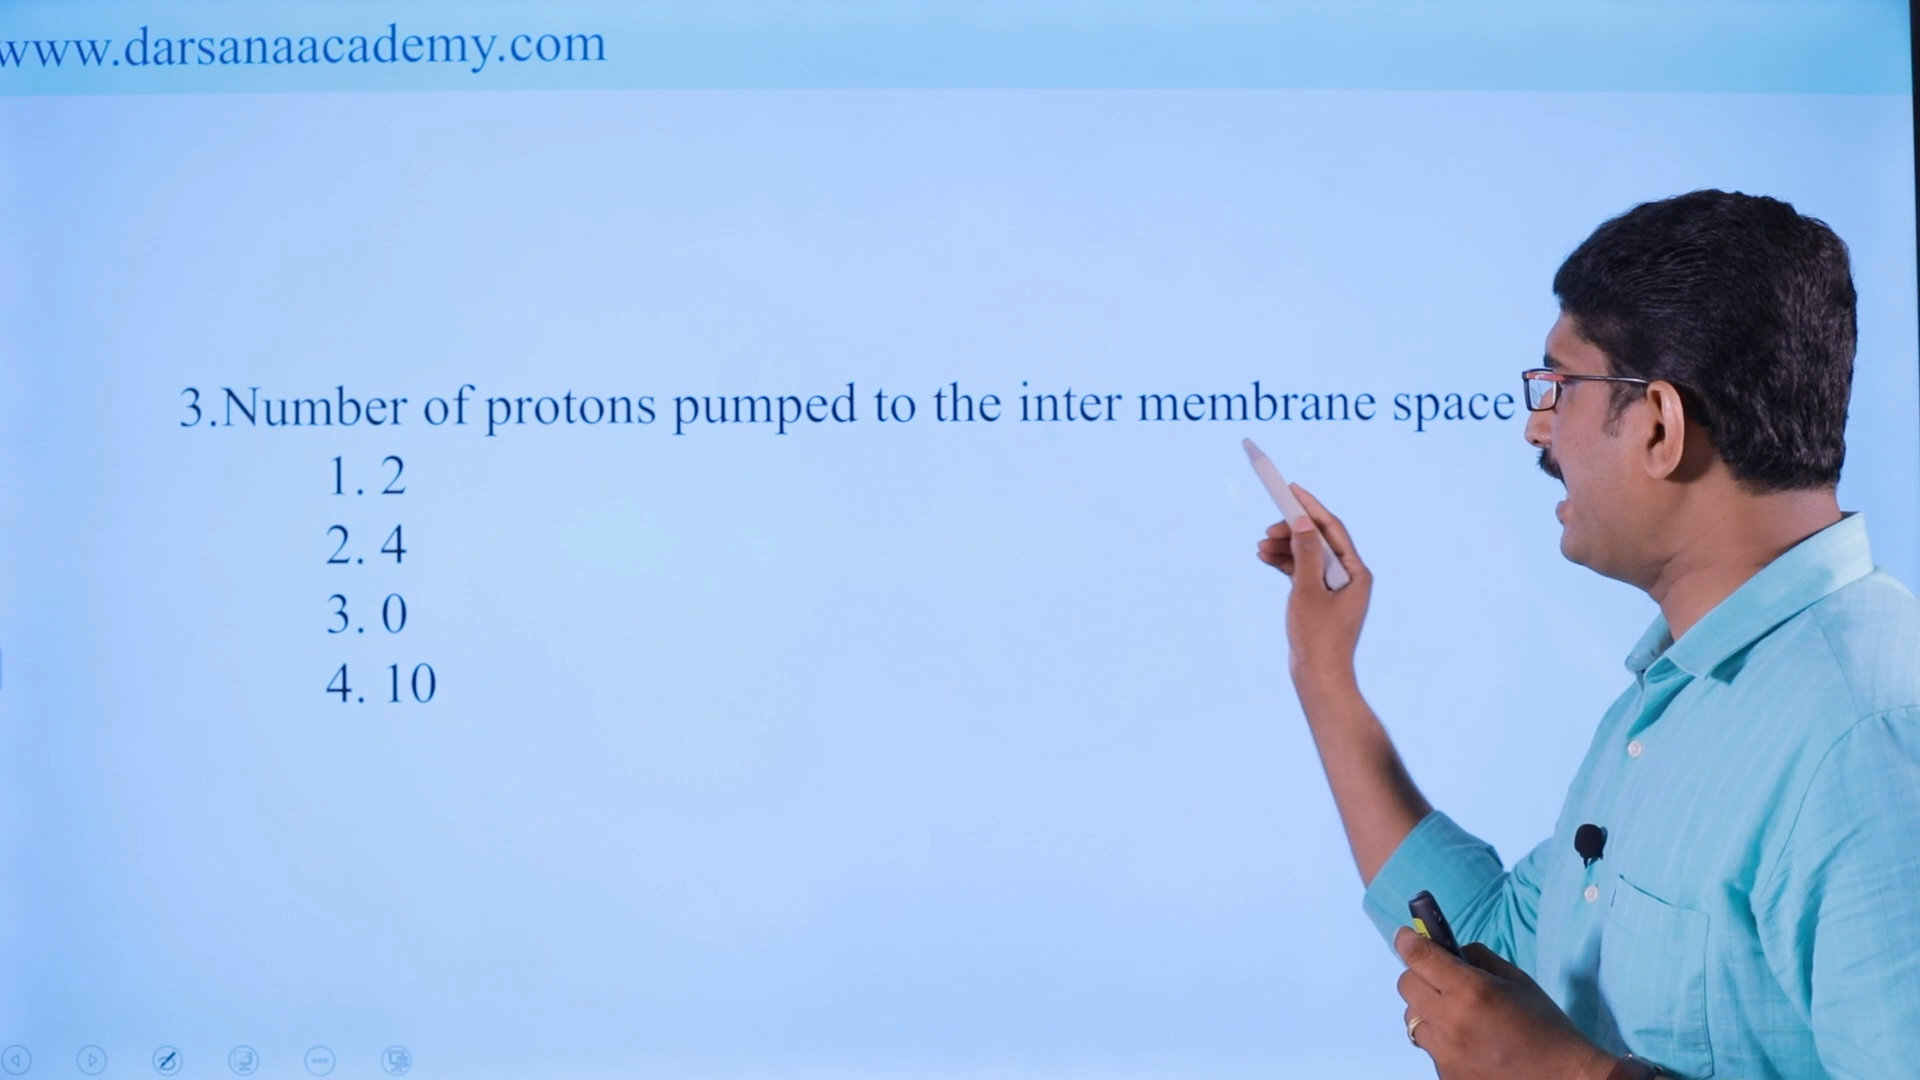 www.darsanaacademy.com
3.Number of protons pumped to the inter membrane space
1. 2
2. 4
3. 0
4. 10